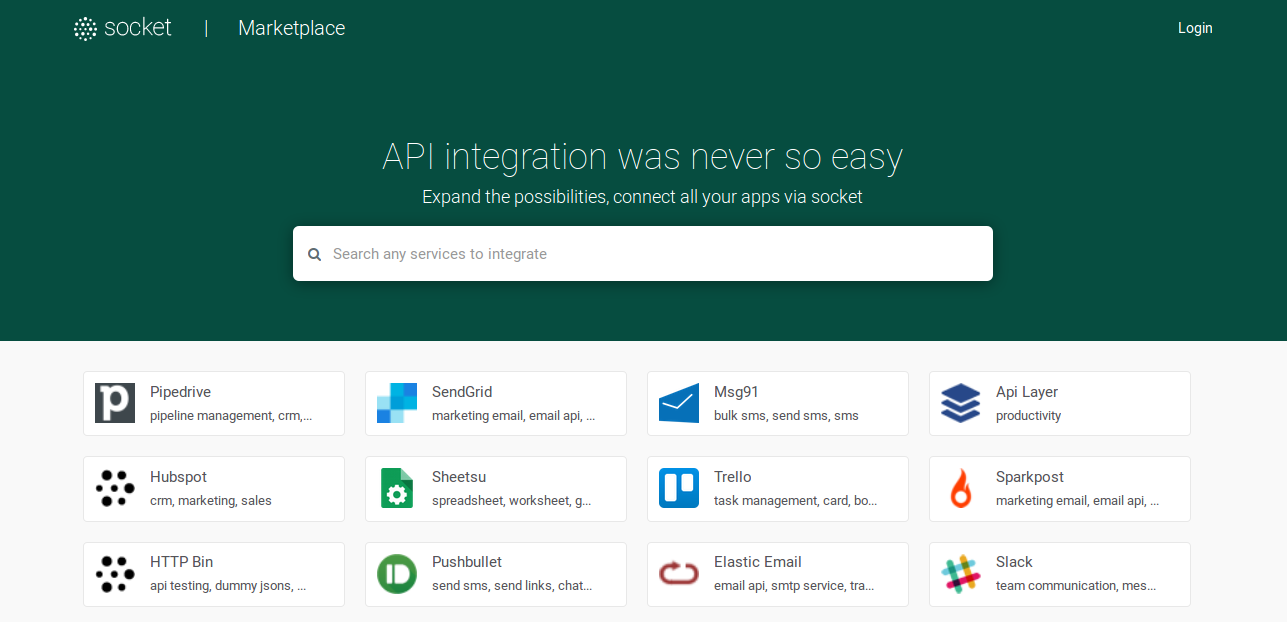 socket | Marketplace Login
API integration was never so easy
Expand the possibilities, connect all your apps via socket
Search any services to integrate
Pipedrive
pipeline management, crm,...
SendGrid
marketing email, email api, ...
Msg91
bulk sms, send sms, sms
Api Layer
productivity
Hubspot
crm, marketing, sales
Sheetsu
spreadsheet, worksheet, g...
Trello
task management, card, bo...
Sparkpost
marketing email, email api, ...
HTTP Bin
api testing, dummy jsons, ...
Pushbullet
send sms, send links, chat...
Elastic Email
email api, smtp service, tra...
Slack
team communication, mes...